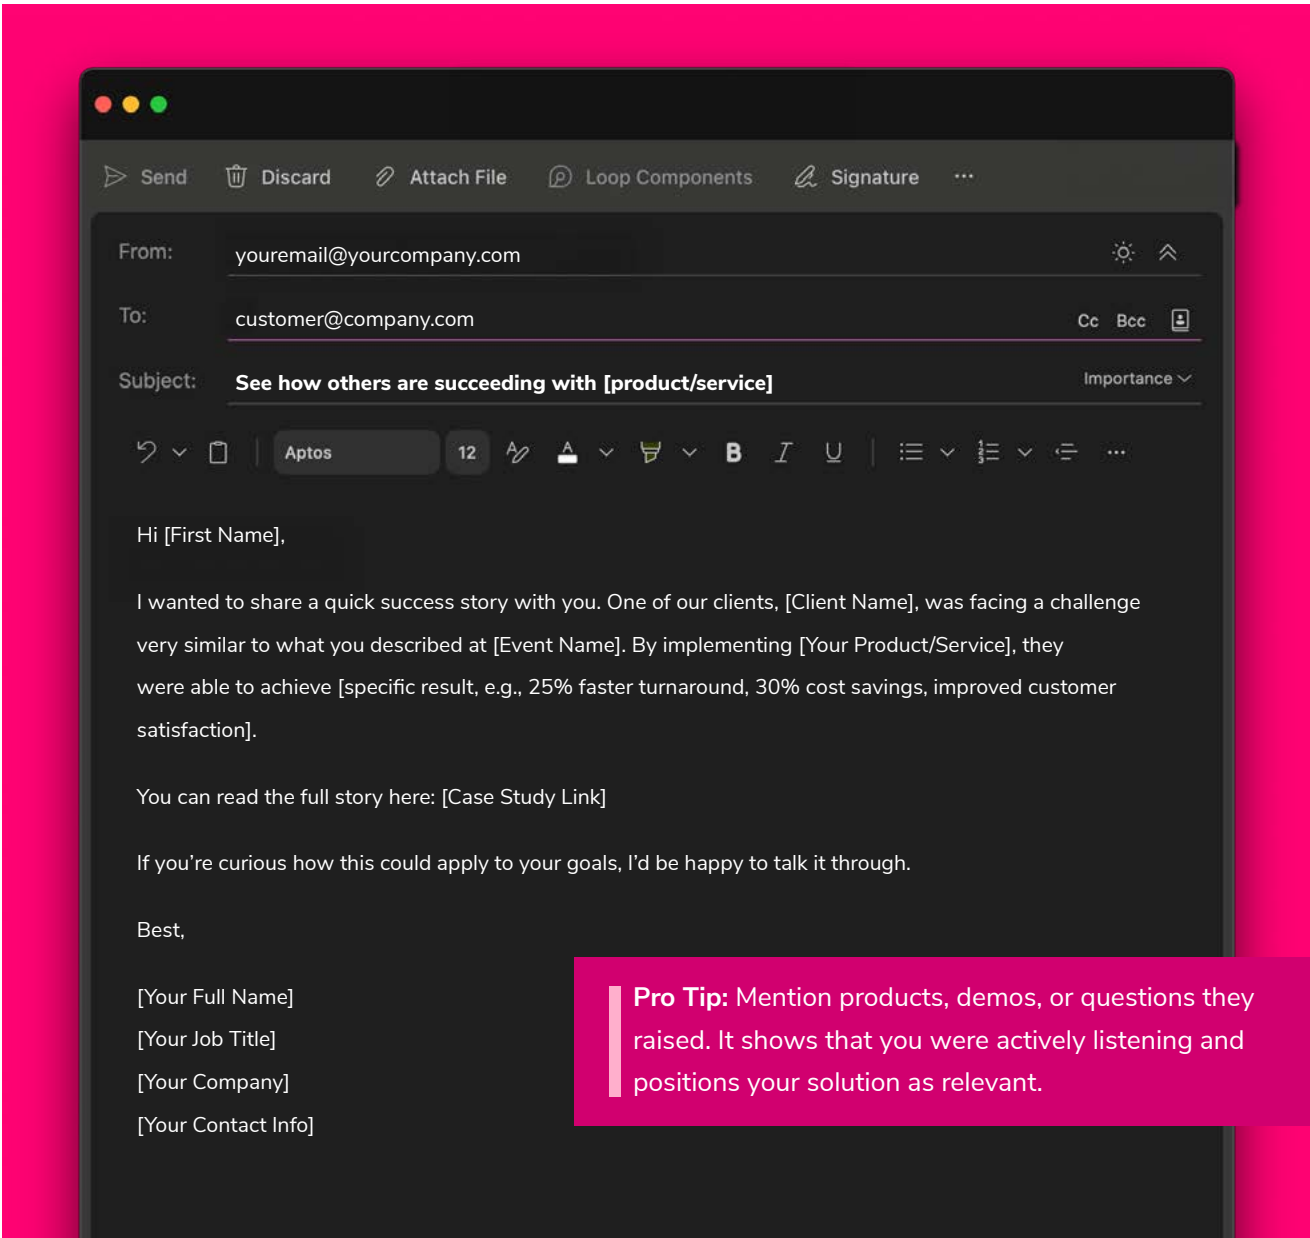 Send Discard Attach File Loop Components Signature ...
From: youremail@yourcompany.com
To: customer@company.com Cc Bcc
Subject: See how others are succeeding with [product/service] Importance
Aptos 12 A B I U ...
Hi [First Name],
I wanted to share a quick success story with you. One of our clients, [Client Name], was facing a challenge
very similar to what you described at [Event Name]. By implementing [Your Product/Service], they
were able to achieve [specific result, e.g., 25% faster turnaround, 30% cost savings, improved customer
satisfaction].
You can read the full story here: [Case Study Link]
If you’re curious how this could apply to your goals, I’d be happy to talk it through.
Best,
[Your Full Name]
[Your Job Title]
[Your Company]
[Your Contact Info]
Pro Tip: Mention products, demos, or questions they
raised. It shows that you were actively listening and
positions your solution as relevant.